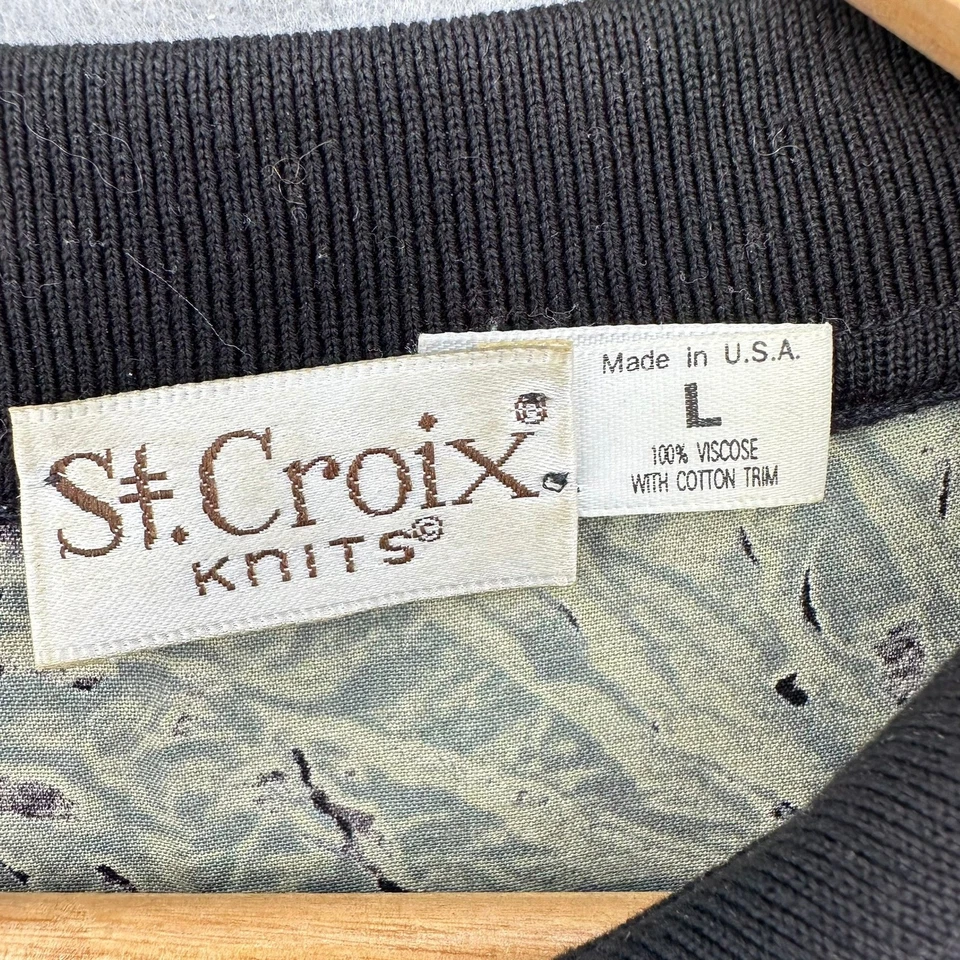 St. Croix®
KNITS©
Made in U.S.A.
L
100% VISCOSE
WITH COTTON TRIM